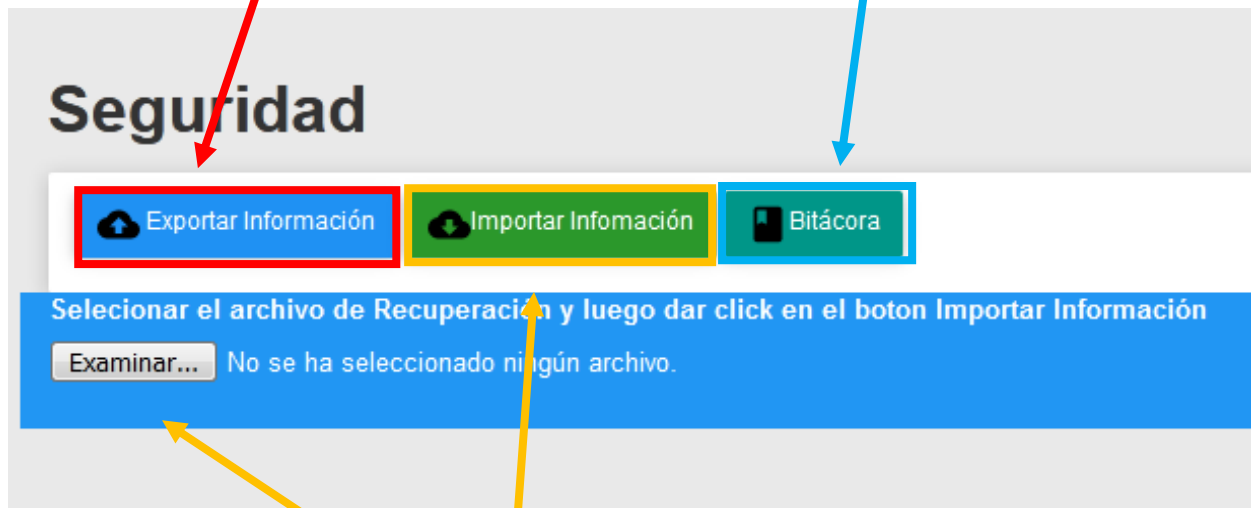 Seguridad
Exportar Información Importar Infomación Bitácora
Selecionar el archivo de Recuperación y luego dar click en el boton Importar Información
Examinar... No se ha seleccionado ningún archivo.